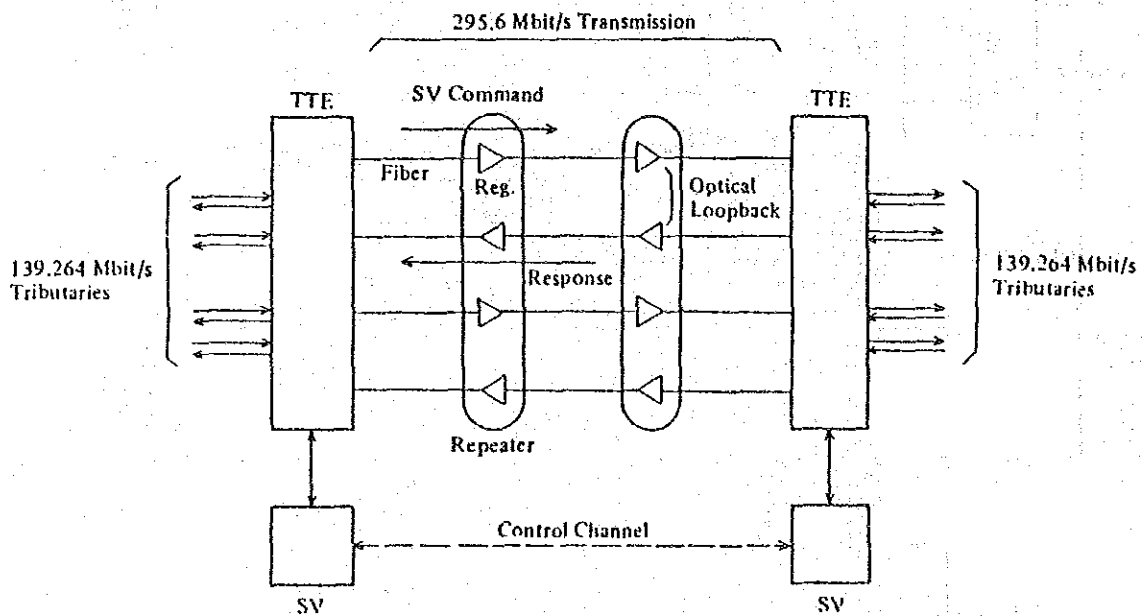 295.6 Mbit/s Transmission
TTE
SV Command
TTE
Fiber
Reg.
Optical
Loopback
139.264 Mbit/s
Tributaries
Response
139.264 Mbit/s
Tributaries
Repeater
Control Channel
SV
SV